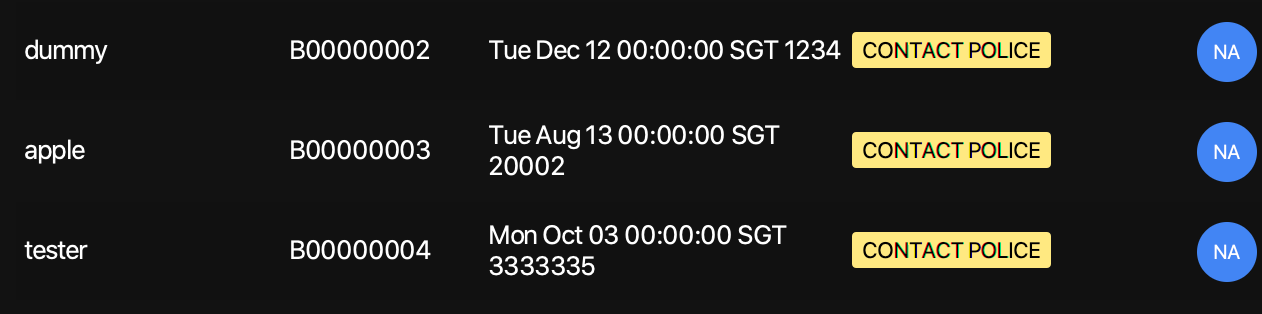 dummy B00000002 Tue Dec 12 00:00:00 SGT 1234 CONTACT POLICE NA
apple B00000003 Tue Aug 13 00:00:00 SGT CONTACT POLICE NA
20002
tester B00000004 Mon Oct 03 00:00:00 SGT CONTACT POLICE NA
3333335